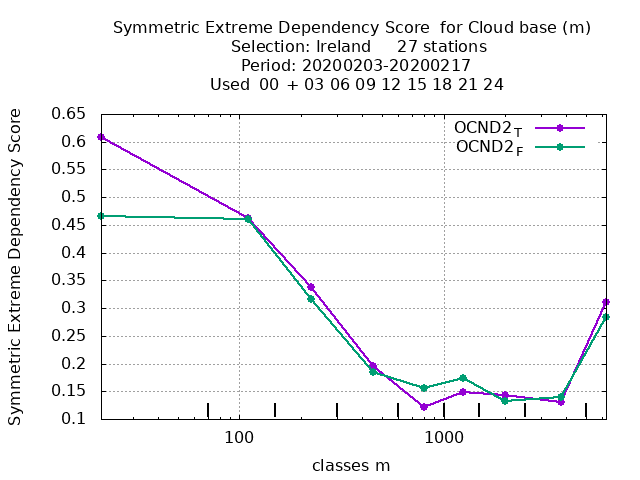 Symmetric Extreme Dependency Score  for Cloud base (m)
Selection: Ireland     27 stations
Period: 20200203-20200217
Used  00 + 03 06 09 12 15 18 21 24
Symmetric Extreme Dependency Score
0.65
0.6
0.55
0.5
0.45
0.4
0.35
0.3
0.25
0.2
0.15
0.1
OCND2T
OCND2F
100
1000
classes m